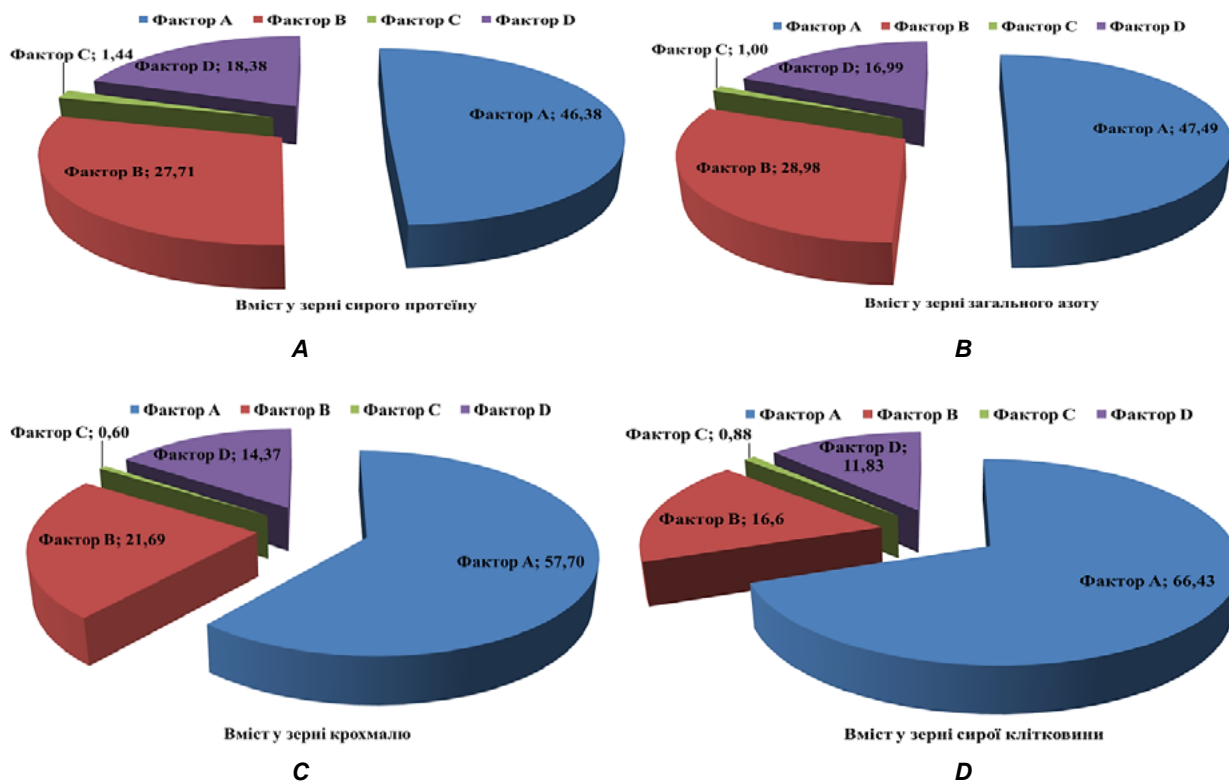 Фактор А Фактор В Фактор С Фактор D
Фактор С; 1,44
Фактор D; 18,38
Фактор А; 46,38
Фактор В; 27,71
Вміст у зерні сирого протеїну
A
Фактор А Фактор В Фактор С Фактор D
Фактор С; 1,00
Фактор D; 16,99
Фактор А; 47,49
Фактор В; 28,98
Вміст у зерні загального азоту
B
Фактор А Фактор В Фактор С Фактор D
Фактор С; 0,60
Фактор D; 14,37
Фактор В; 21,69
Фактор А; 57,70
Вміст у зерні крохмалю
C
Фактор А Фактор В Фактор С Фактор D
Фактор С; 0,88
Фактор D;
11,83
Фактор В; 16,6
Фактор А; 66,43
Вміст у зерні сирої клітковини
D